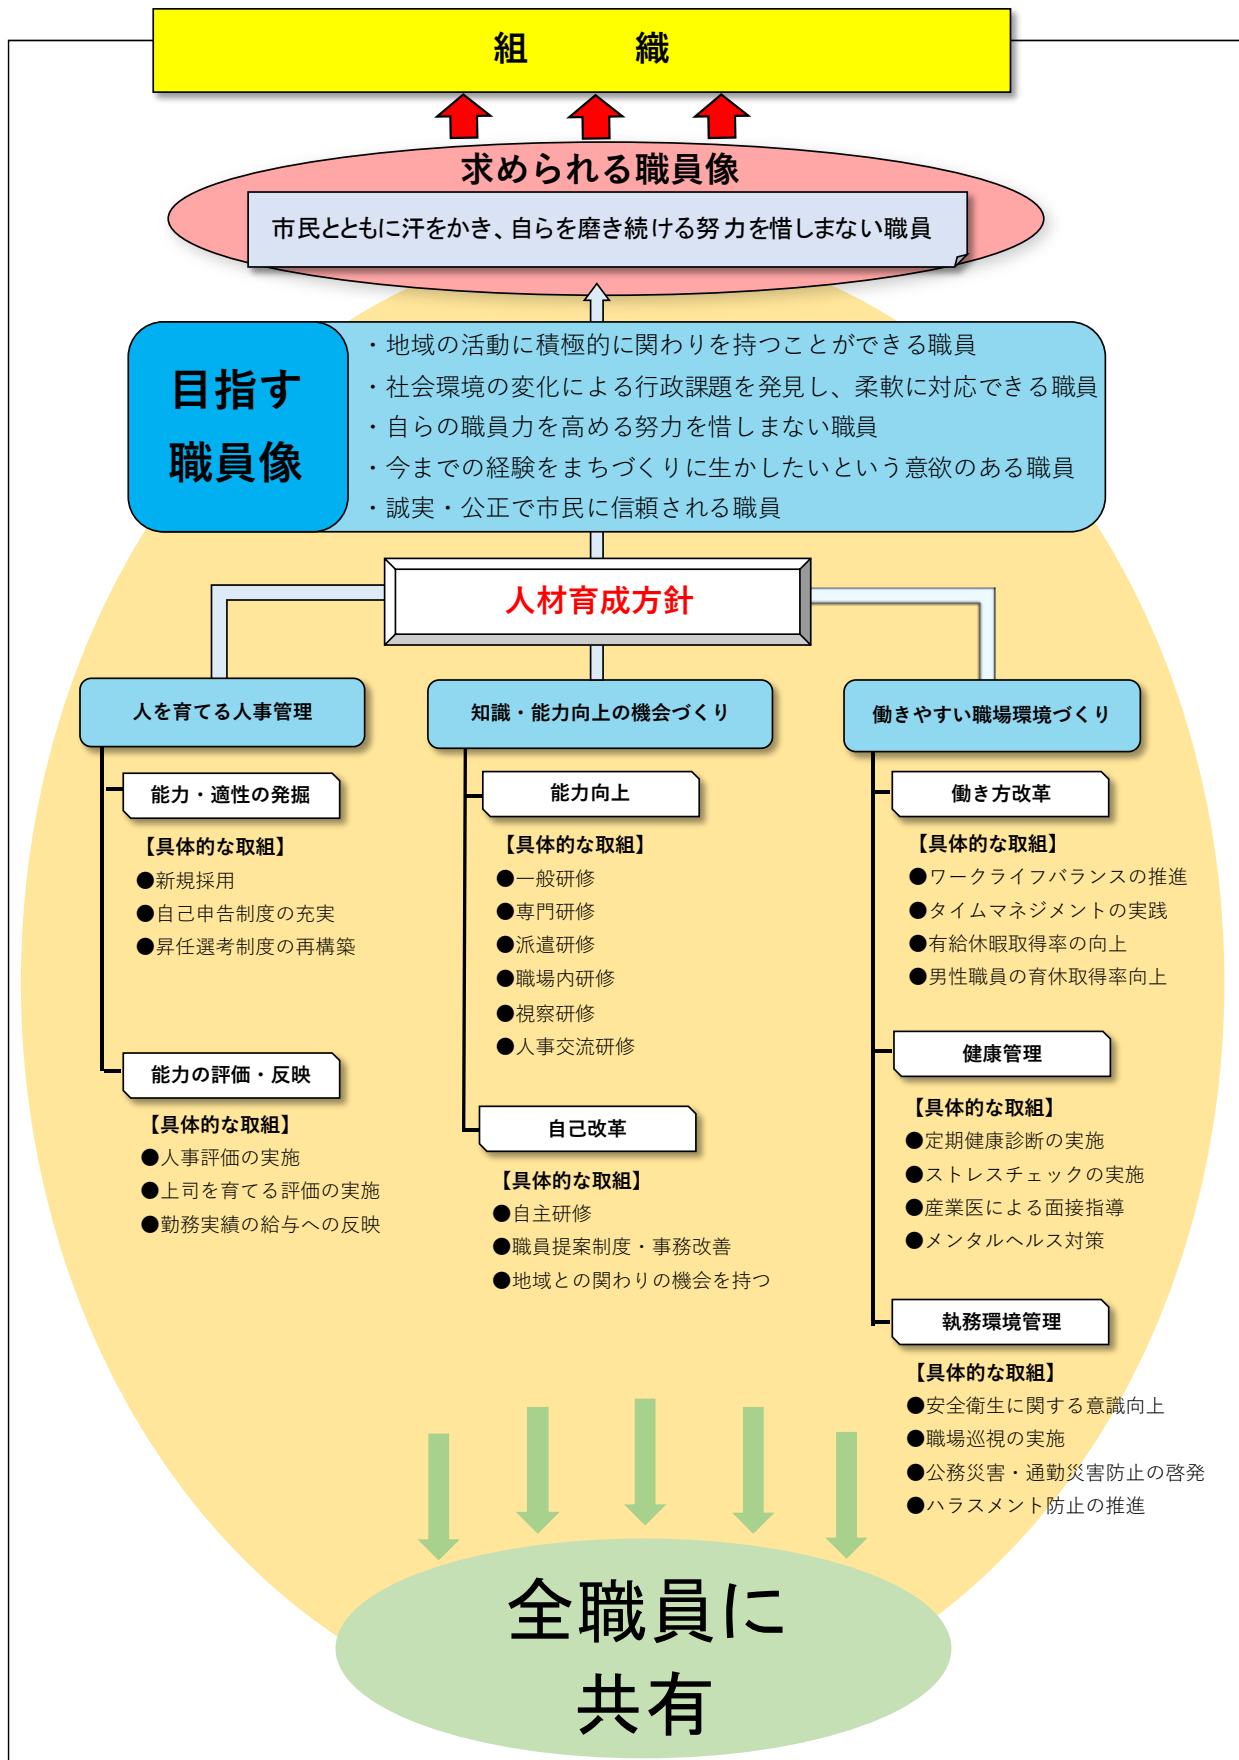 組　織
求められる職員像
市民とともに汗をかき、自らを磨き続ける努力を惜しまない職員
目指す
職員像
・地域の活動に積極的に関わりを持つことができる職員
・社会環境の変化による行政課題を発見し、柔軟に対応できる職員
・自らの職員力を高める努力を惜しまない職員
・今までの経験をまちづくりに生かしたいという意欲のある職員
・誠実・公正で市民に信頼される職員
人材育成方針
人を育てる人事管理
能力・適性の発掘
【具体的な取組】
●新規採用
●自己申告制度の充実
●昇任選考制度の再構築
能力の評価・反映
【具体的な取組】
●人事評価の実施
●上司を育てる評価の実施
●勤務実績の給与への反映
知識・能力向上の機会づくり
能力向上
【具体的な取組】
●一般研修
●専門研修
●派遣研修
●職場内研修
●視察研修
●人事交流研修
自己改革
【具体的な取組】
●自主研修
●職員提案制度・事務改善
●地域との関わりの機会を持つ
働きやすい職場環境づくり
働き方改革
【具体的な取組】
●ワークライフバランスの推進
●タイムマネジメントの実践
●有給休暇取得率の向上
●男性職員の育休取得率向上
健康管理
【具体的な取組】
●定期健康診断の実施
●ストレスチェックの実施
●産業医による面接指導
●メンタルヘルス対策
執務環境管理
【具体的な取組】
●安全衛生に関する意識向上
●職場巡視の実施
●公務災害・通勤災害防止の啓発
●ハラスメント防止の推進
全職員に
共有